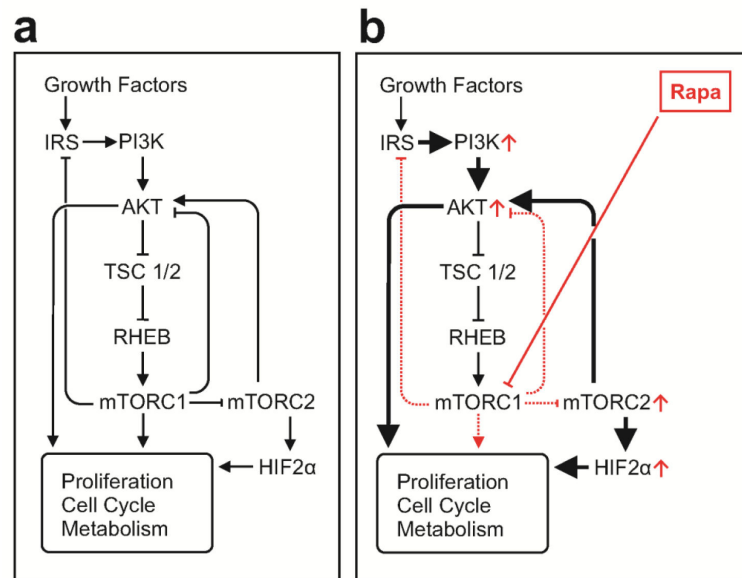 a
Growth Factors
IRS
PI3K
AKT
TSC 1/2
RHEB
mTORC1
mTORC2
HIF2α
Proliferation
Cell Cycle
Metabolism
b
Rapa
Growth Factors
IRS
PI3K↑
AKT↑
TSC 1/2
RHEB
mTORC1
mTORC2↑
HIF2α↑
Proliferation
Cell Cycle
Metabolism